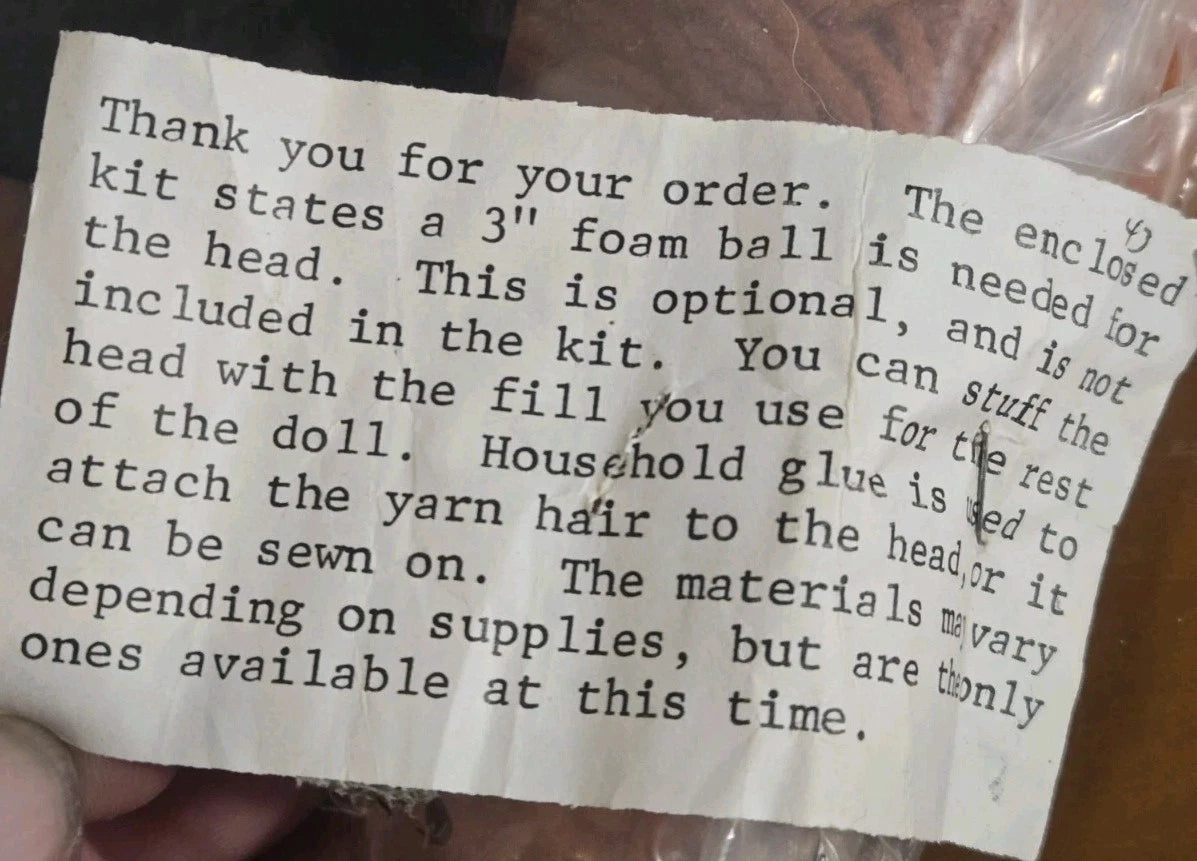 Thank you for your order. The enclosed
kit states a 3" foam ball is needed for
the head. This is optional, and is not
included in the kit. You can stuff the
head with the fill you use for the rest
of the doll. Household glue is used to
attach the yarn hair to the head, or it
can be sewn on. The materials may vary
depending on supplies, but are the only
ones available at this time.